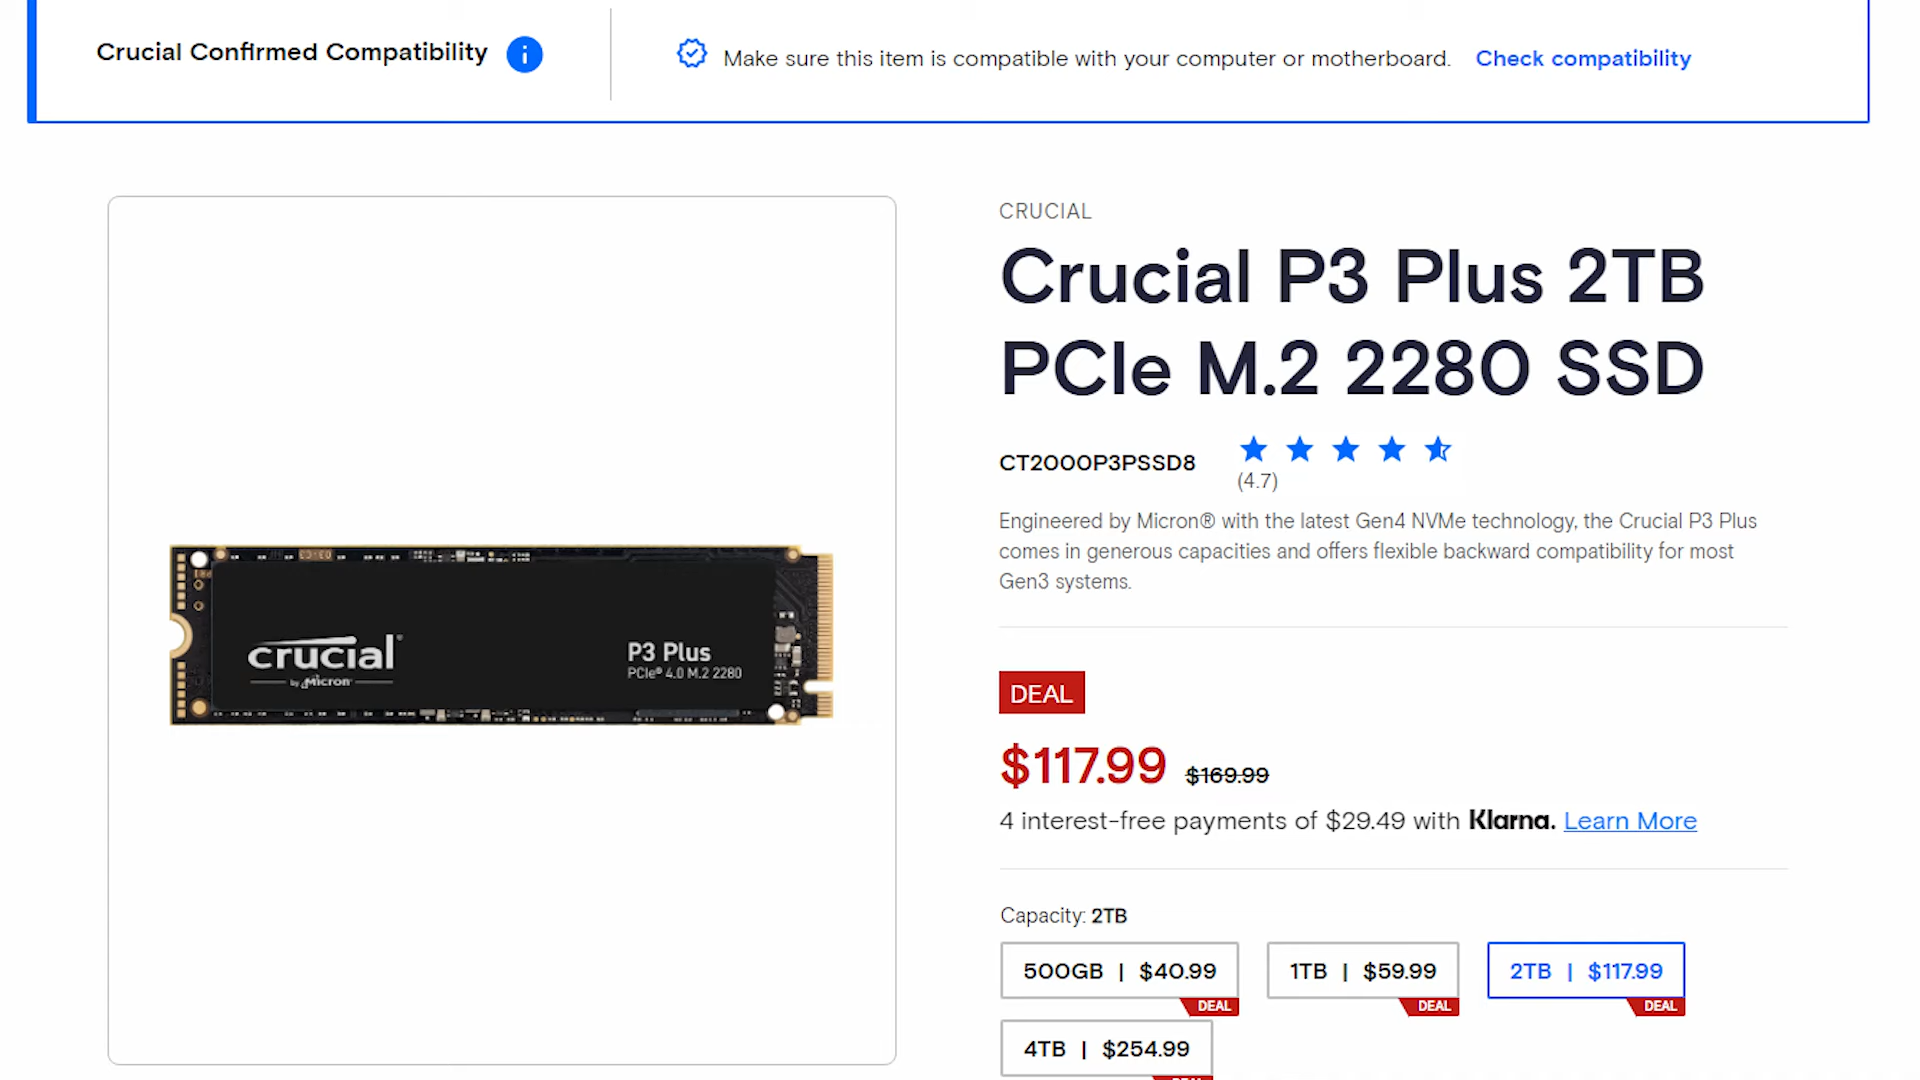 Crucial Confirmed Compatibility
Make sure this item is compatible with your computer or motherboard. Check compatibility
CRUCIAL
Crucial P3 Plus 2TB
PCIe M.2 2280 SSD
CT2000P3PSSD8
(4.7)
Engineered by Micron® with the latest Gen4 NVMe technology, the Crucial P3 Plus
comes in generous capacities and offers flexible backward compatibility for most
Gen3 systems.
crucial
by Micron
P3 Plus
PCIe® 4.0 M.2 2280
DEAL
$117.99 $169.99
4 interest-free payments of $29.49 with Klarna. Learn More
Capacity: 2TB
500GB | $40.99
DEAL
1TB | $59.99
DEAL
2TB | $117.99
DEAL
4TB | $254.99